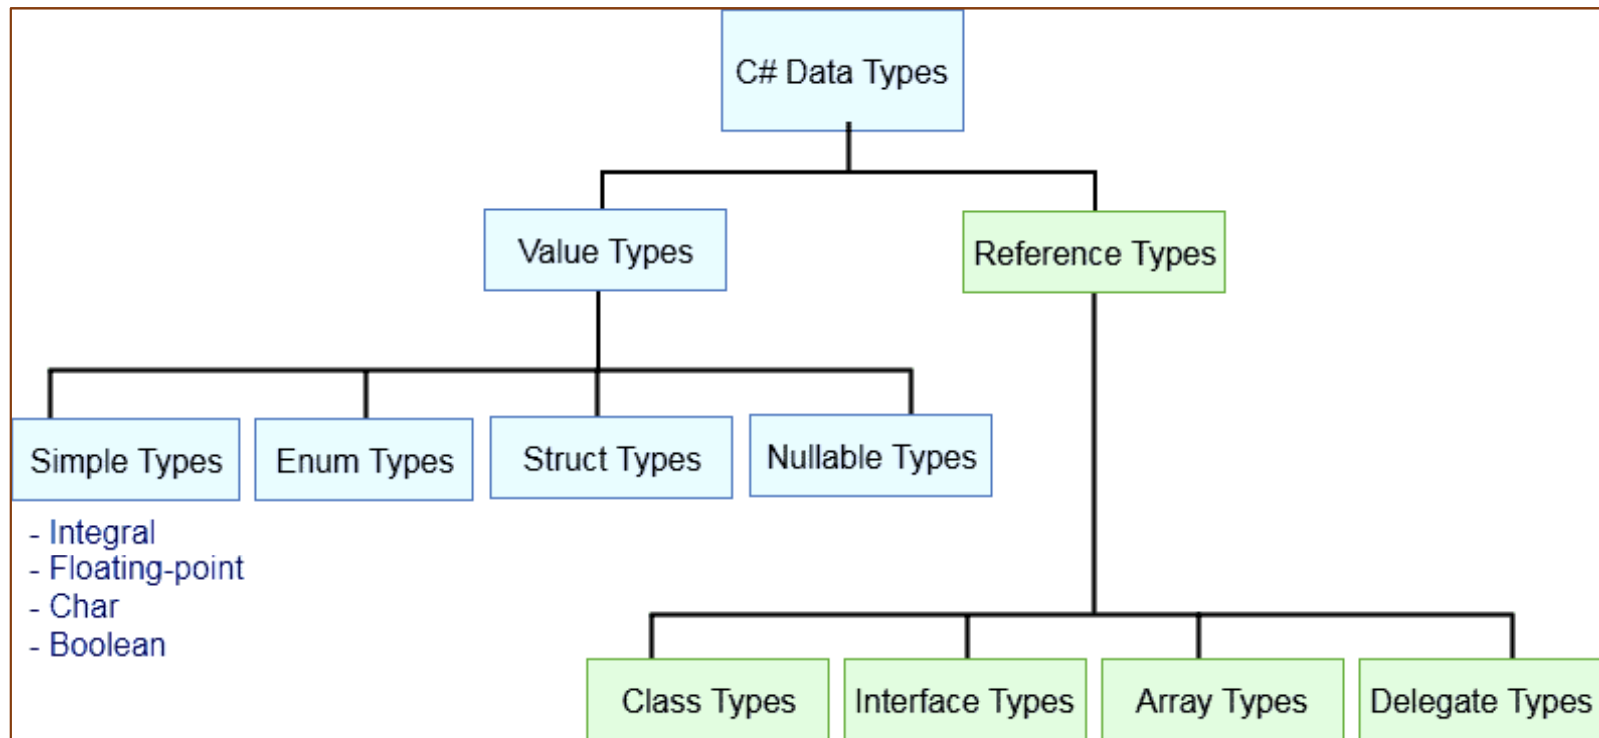 C# Data Types
Value Types
Reference Types
Simple Types
Enum Types
Struct Types
Nullable Types
- Integral
- Floating-point
- Char
- Boolean
Class Types
Interface Types
Array Types
Delegate Types